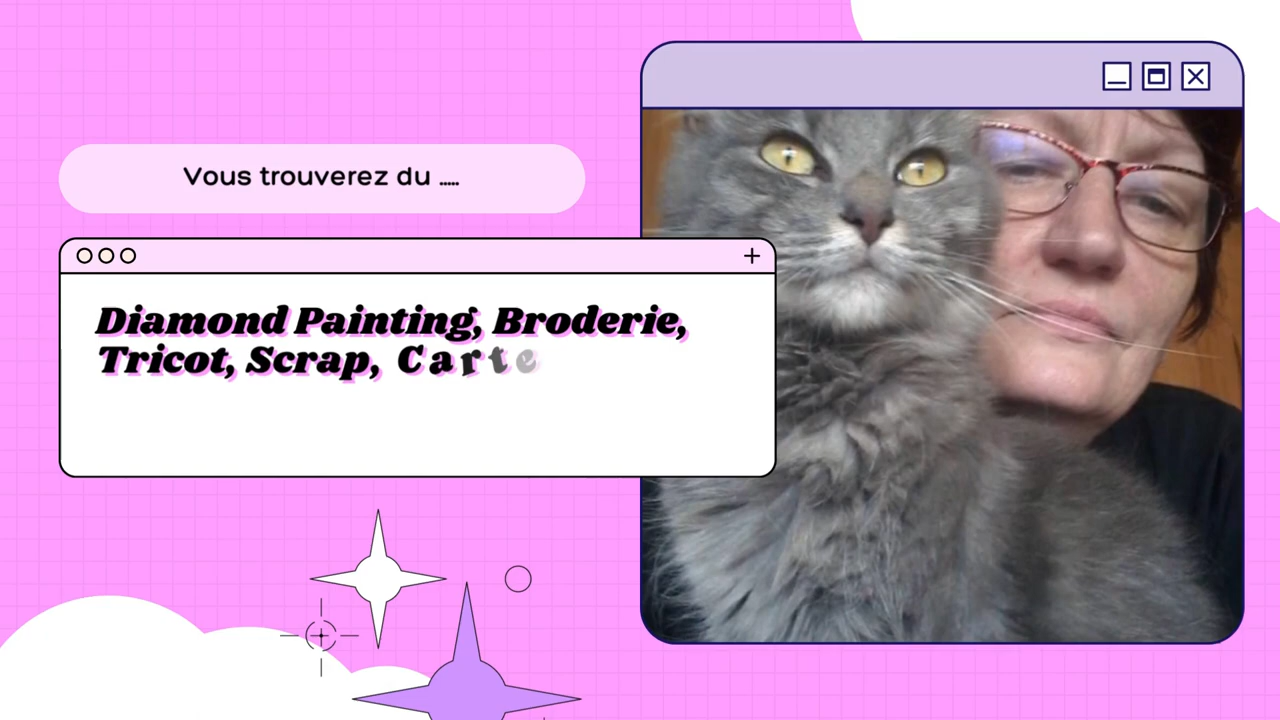 Vous trouverez du .....
Diamond Painting, Broderie,
Tricot, Scrap, Carte